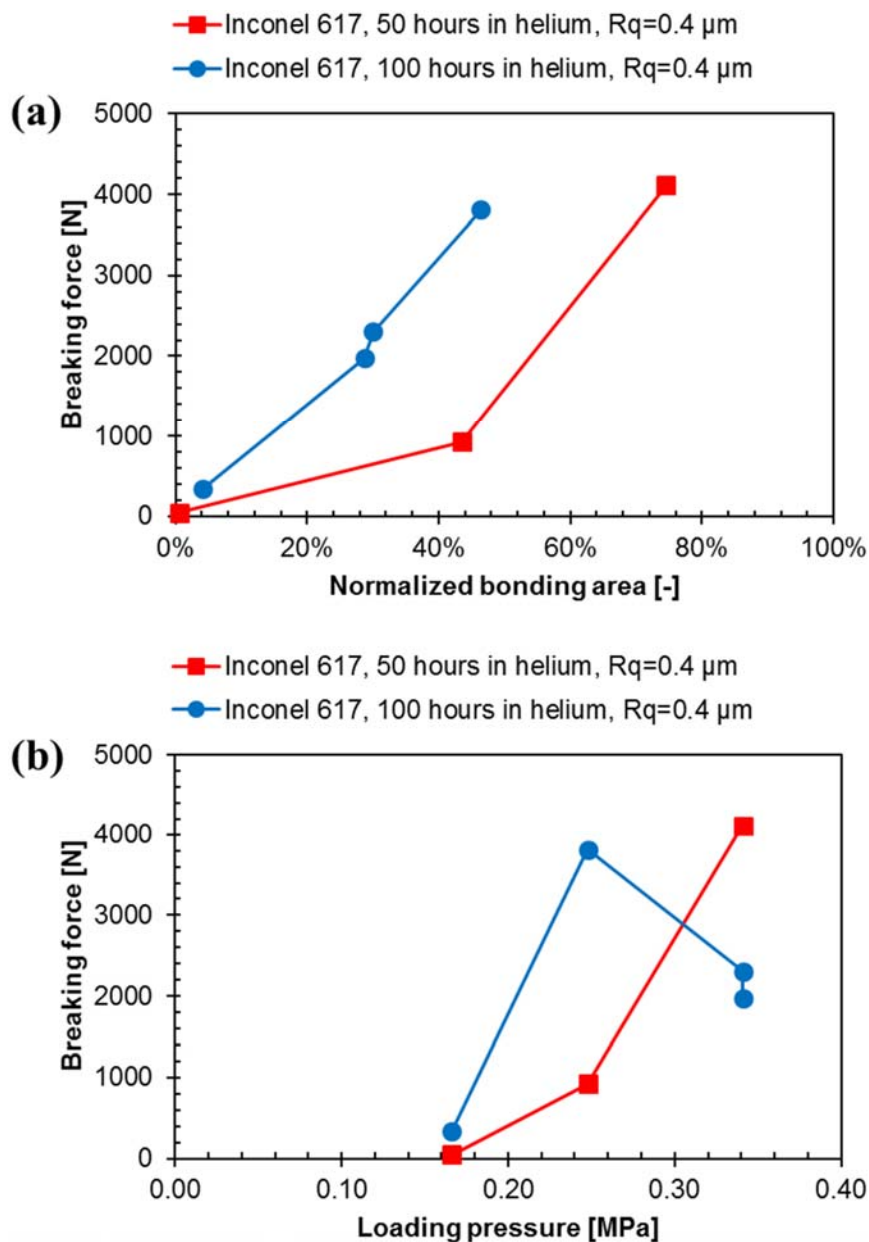 Inconel 617, 50 hours in helium, Rq=0.4 µm
Inconel 617, 100 hours in helium, Rq=0.4 µm
(a)
5000
4000
3000
2000
1000
0
Breaking force [N]
0% 20% 40% 60% 80% 100%
Normalized bonding area [-]
Inconel 617, 50 hours in helium, Rq=0.4 µm
Inconel 617, 100 hours in helium, Rq=0.4 µm
(b)
5000
4000
3000
2000
1000
0
Breaking force [N]
0.00 0.10 0.20 0.30 0.40
Loading pressure [MPa]